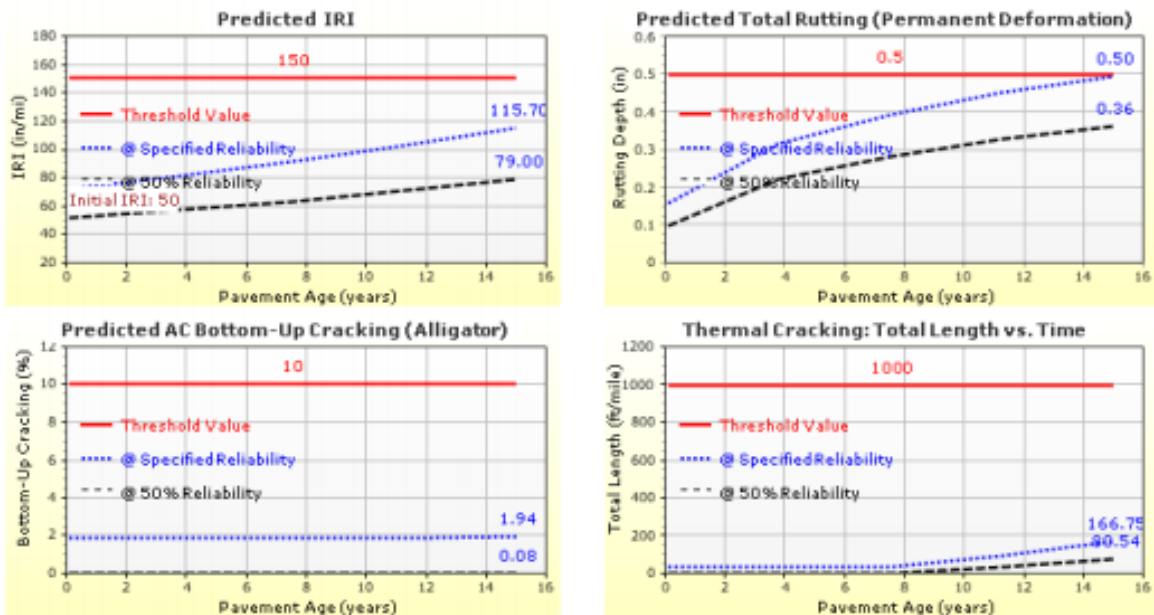 Predicted IRI
IRI (in/mi)
180
160
140
120
100
80
60
40
20
150
Threshold Value
115.70
@ Specified Reliability
79.00
@ 50% Reliability
Initial IRI: 50
0 2 4 6 8 10 12 14 16
Pavement Age (years)
Predicted Total Rutting (Permanent Deformation)
Rutting Depth (in)
0.6
0.5
0.4
0.3
0.2
0.1
0
0.5
0.50
Threshold Value
0.36
@ Specified Reliability
@ 50% Reliability
0 2 4 6 8 10 12 14 16
Pavement Age (years)
Predicted AC Bottom-Up Cracking (Alligator)
Bottom-Up Cracking (%)
12
10
8
6
4
2
0
10
Threshold Value
@ Specified Reliability
@ 50% Reliability
1.94
0.08
0 2 4 6 8 10 12 14 16
Pavement Age (years)
Thermal Cracking: Total Length vs. Time
Total Length (ft/mile)
1200
1000
800
600
400
200
0
1000
Threshold Value
@ Specified Reliability
@ 50% Reliability
166.75
80.54
0 2 4 6 8 10 12 14 16
Pavement Age (years)